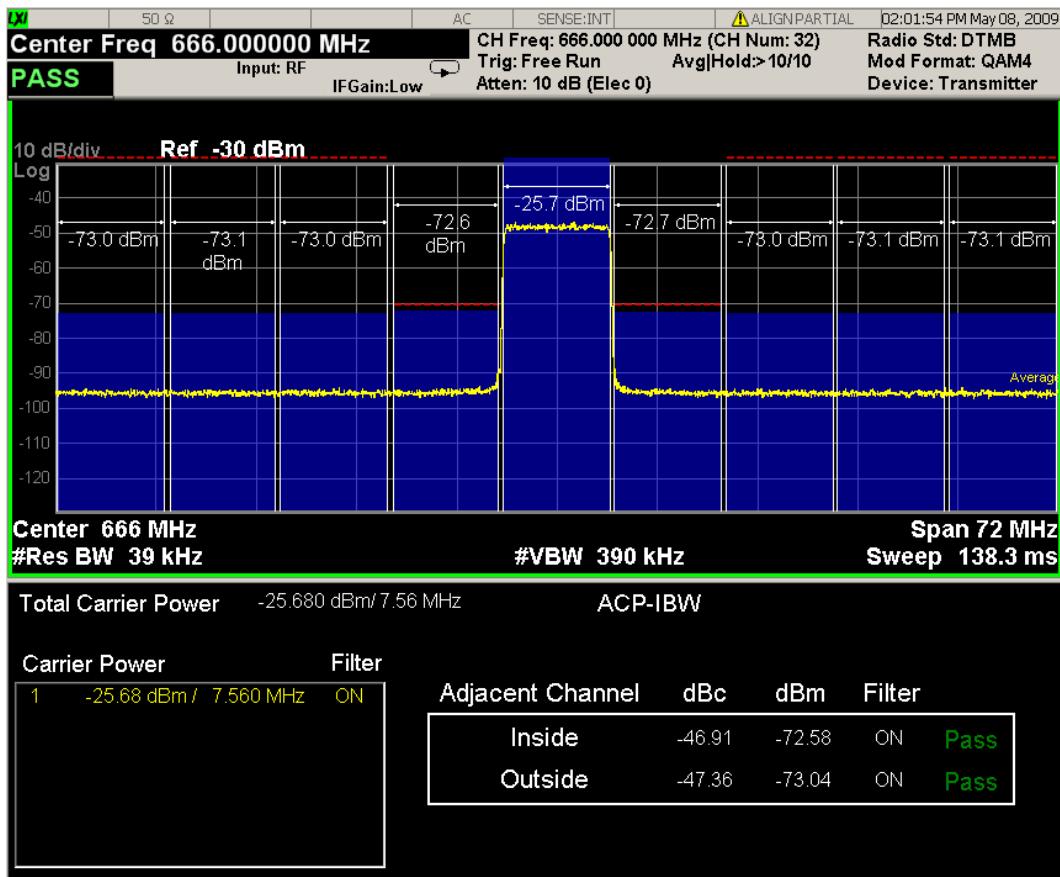 LXI 50 Ω AC SENSE:INT ALIGN PARTIAL 02:01:54 PM May 08, 2009
Center Freq 666.000000 MHz
CH Freq: 666.000 000 MHz (CH Num: 32)
Radio Std: DTMB
Input: RF
Trig: Free Run
Avg|Hold:>10/10
Mod Format: QAM4
PASS
IFGain:Low
Atten: 10 dB (Elec 0)
Device: Transmitter
10 dB/div Ref -30 dBm
Log
-40
-50
-60
-70
-80
-90
-100
-110
-120
-73.0 dBm
-73.1 dBm
-73.0 dBm
-72.6 dBm
-25.7 dBm
-72.7 dBm
-73.0 dBm
-73.1 dBm
-73.1 dBm
Average
Center 666 MHz Span 72 MHz
#Res BW 39 kHz #VBW 390 kHz Sweep 138.3 ms
Total Carrier Power -25.680 dBm/ 7.56 MHz ACP-IBW
Carrier Power Filter
1 -25.68 dBm / 7.560 MHz ON
Adjacent Channel dBc dBm Filter
Inside -46.91 -72.58 ON Pass
Outside -47.36 -73.04 ON Pass